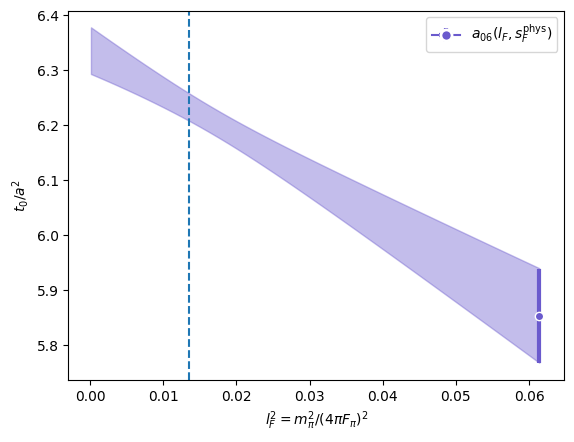 6.4
6.3
6.2
6.1
6.0
5.9
5.8
t₀/a²
a₀₆(l_F, s_F^phys)
0.00 0.01 0.02 0.03 0.04 0.05 0.06
l_F² = m_π²/(4πF_π)²